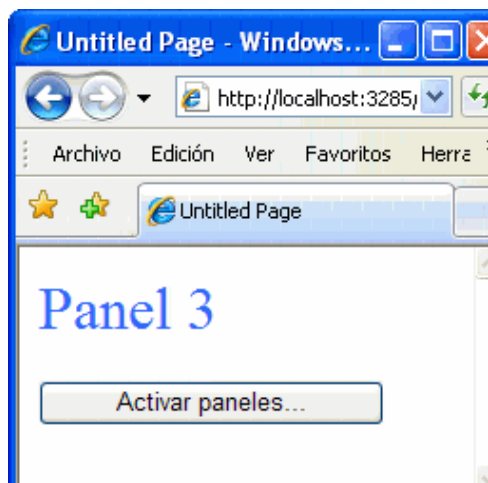 Untitled Page - Windows...
http://localhost:3285/
Archivo Edición Ver Favoritos Herra
Untitled Page
Panel 3
Activar paneles...